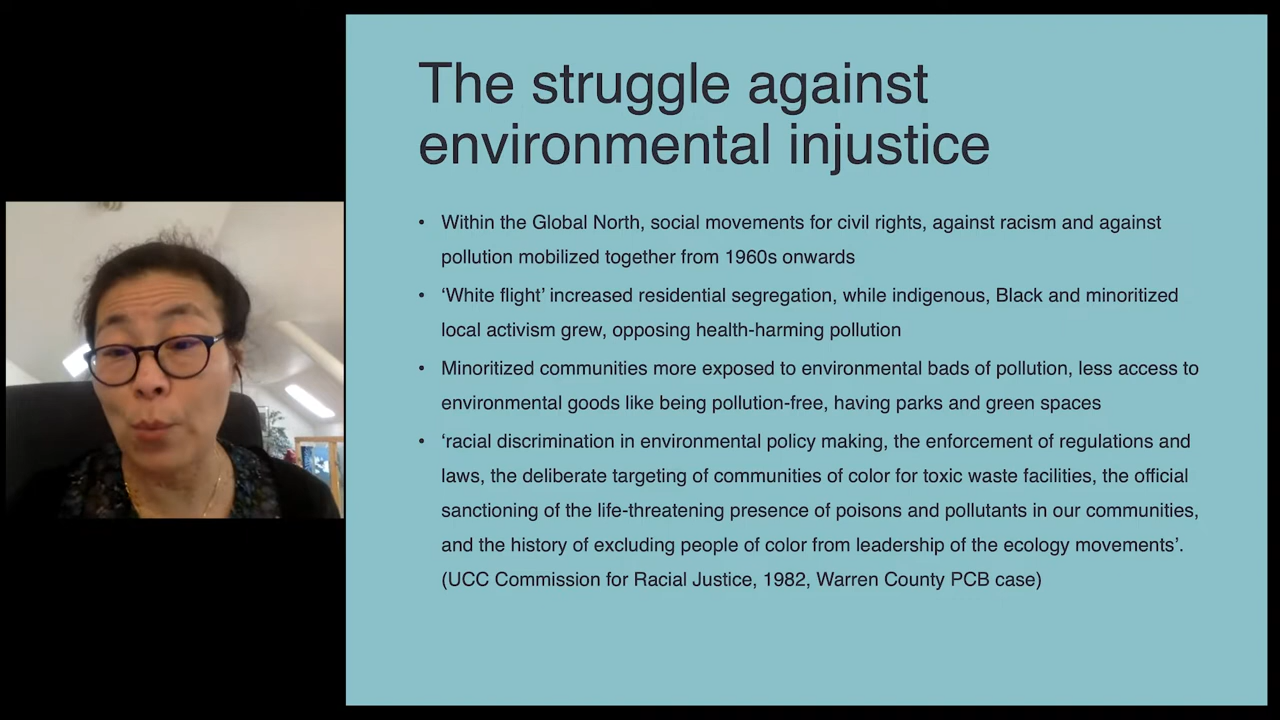 The struggle against
environmental injustice
• Within the Global North, social movements for civil rights, against racism and against
pollution mobilized together from 1960s onwards
• ‘White flight’ increased residential segregation, while indigenous, Black and minoritized
local activism grew, opposing health-harming pollution
• Minoritized communities more exposed to environmental bads of pollution, less access to
environmental goods like being pollution-free, having parks and green spaces
• ‘racial discrimination in environmental policy making, the enforcement of regulations and
laws, the deliberate targeting of communities of color for toxic waste facilities, the official
sanctioning of the life-threatening presence of poisons and pollutants in our communities,
and the history of excluding people of color from leadership of the ecology movements’.
(UCC Commission for Racial Justice, 1982, Warren County PCB case)